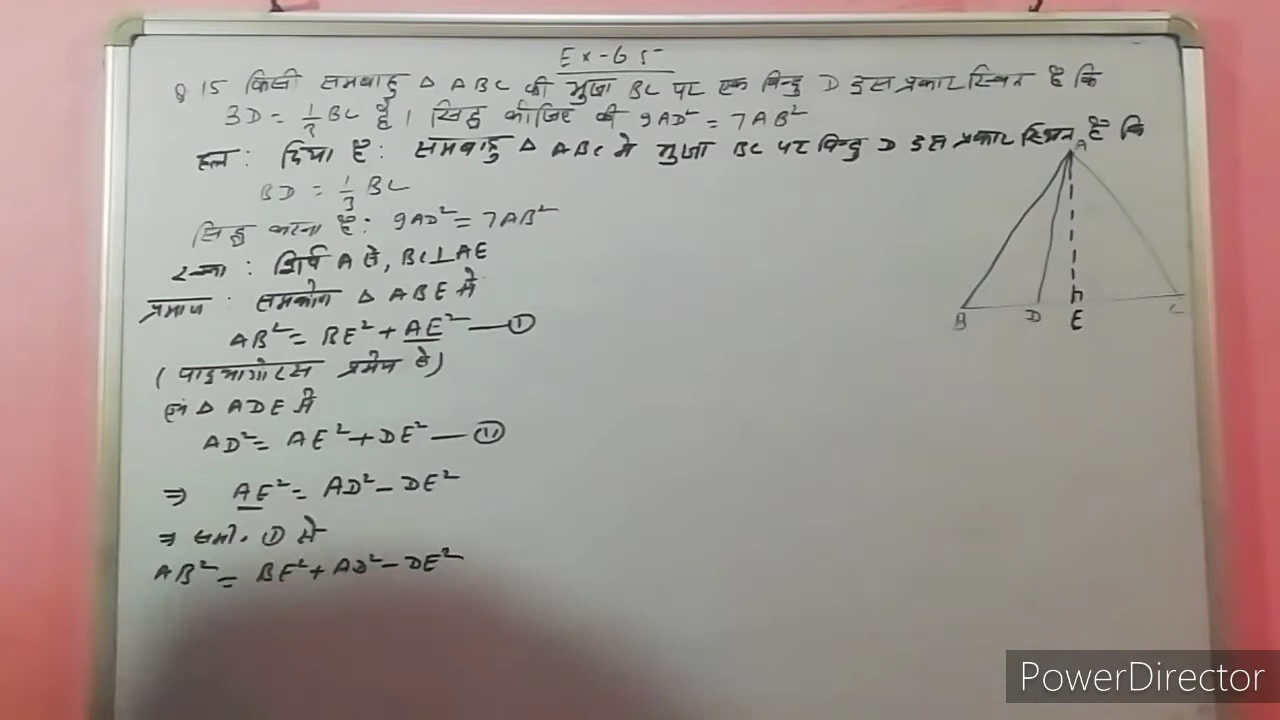 Ex-6.5
Q 15 किसी समबाहु Δ ABC की भुजा BC पर एक बिन्दु D इस प्रकार स्थित है कि
BD = 1/3 BC है। सिद्ध कीजिए की 9AD² = 7AB²
हल : दिया है : समबाहु Δ ABC मे भुजा BC पर बिन्दु D इस प्रकार स्थित है कि
BD = 1/3 BC
सिद्ध करना है : 9AD² = 7AB²
रचना : शीर्ष A से, BC⊥AE
प्रमाण : समकोण Δ ABE में
AB² = BE² + AE² — ①
(पाइथागोरस प्रमेय से)
Δ ADE में
AD² = AE² + DE² — ②
⇒ AE² = AD² - DE²
⇒ समी. ① से
AB² = BE² + AD² - DE²
A
B D E C
PowerDirector